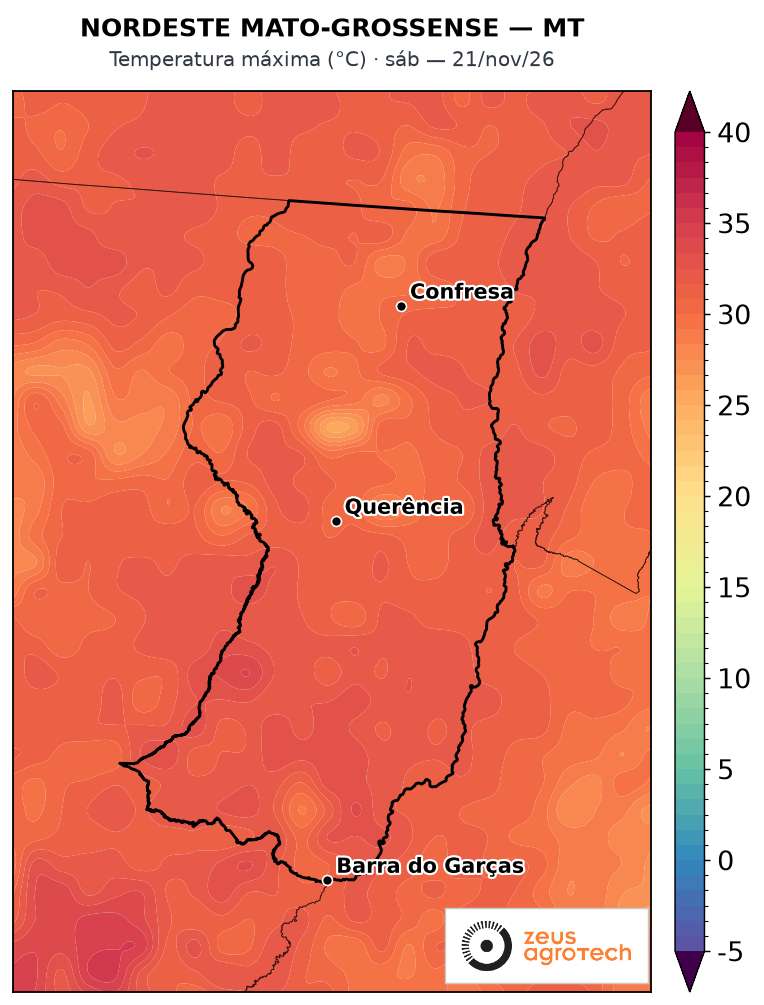 NORDESTE MATO-GROSSENSE — MT
Temperatura máxima (°C) · sáb — 21/nov/26
40
35
30
25
20
15
10
5
0
-5
Confresa
Querência
Barra do Garças
zeus
agrotech